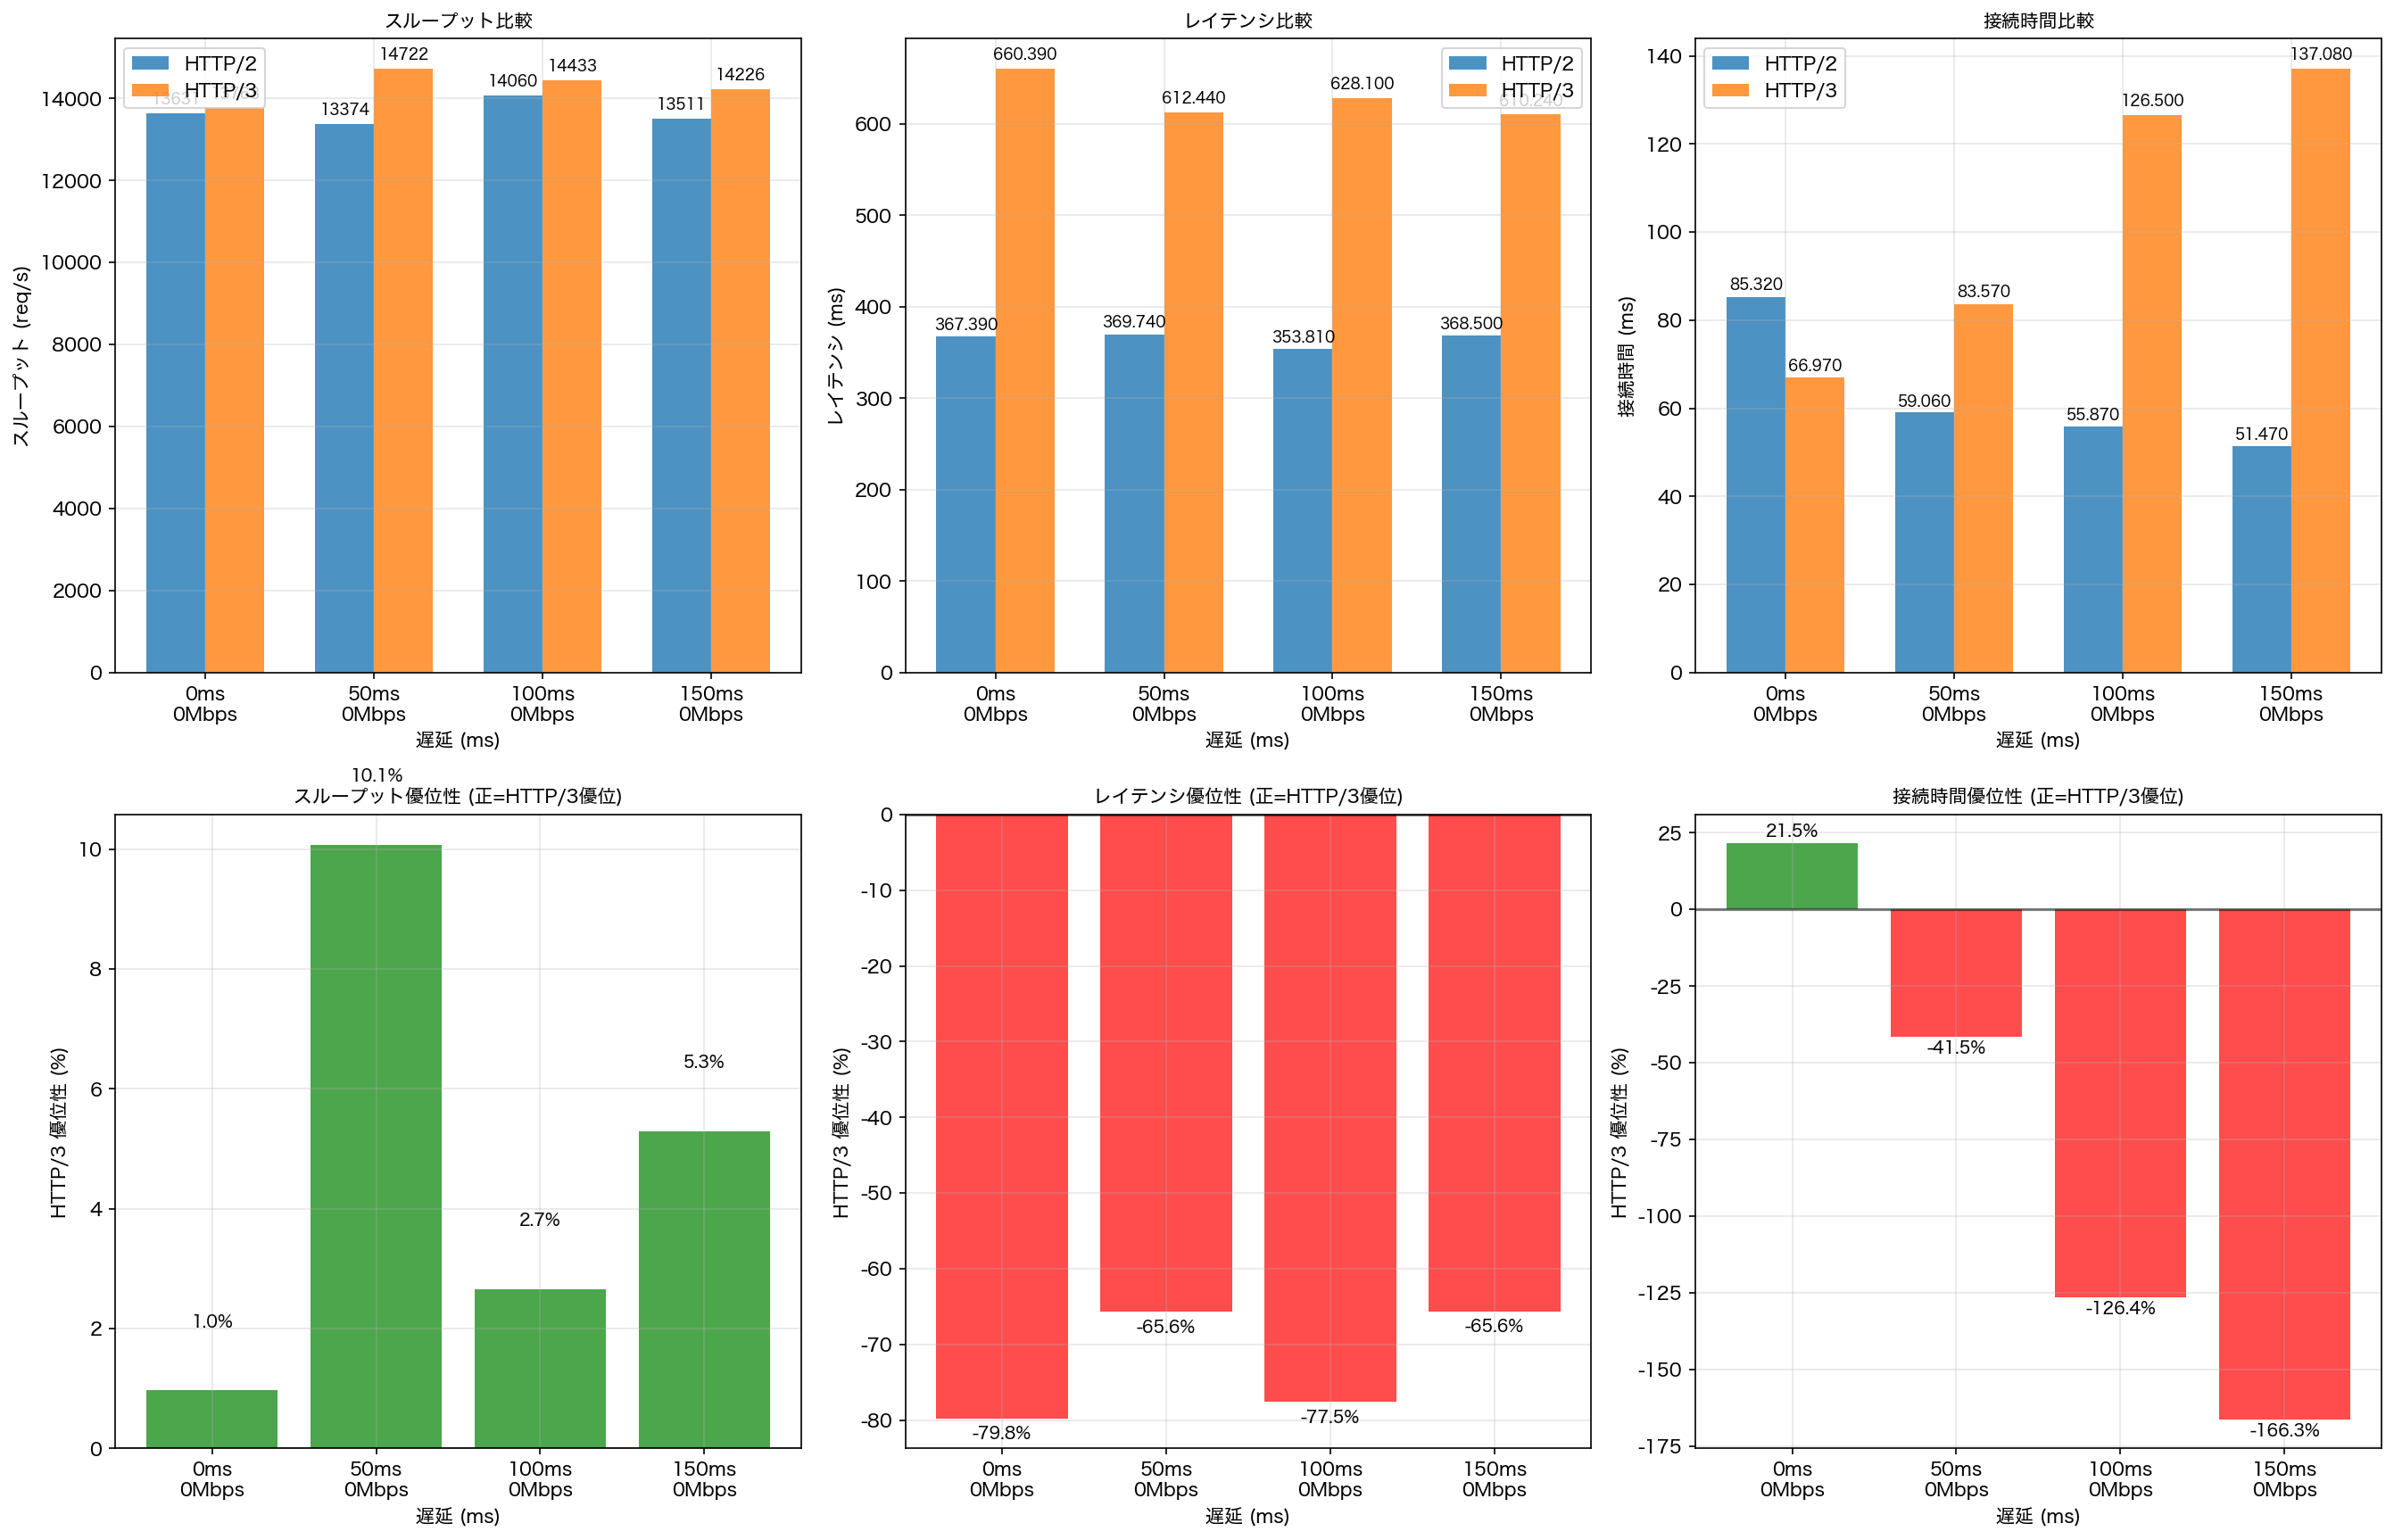 スループット比較
14722
14433
14226
14060
13631
13374
13511
HTTP/2
HTTP/3
スループット (req/s)
14000
12000
10000
8000
6000
4000
2000
0
0ms
0Mbps
50ms
0Mbps
100ms
0Mbps
150ms
0Mbps
遅延 (ms)
レイテンシ比較
660.390
612.440
628.100
610.240
367.390
369.740
353.810
368.500
HTTP/2
HTTP/3
レイテンシ (ms)
600
500
400
300
200
100
0
0ms
0Mbps
50ms
0Mbps
100ms
0Mbps
150ms
0Mbps
遅延 (ms)
接続時間比較
137.080
126.500
85.320
66.970
83.570
59.060
55.870
51.470
HTTP/2
HTTP/3
接続時間 (ms)
140
120
100
80
60
40
20
0
0ms
0Mbps
50ms
0Mbps
100ms
0Mbps
150ms
0Mbps
遅延 (ms)
10.1%
スループット優位性 (正=HTTP/3優位)
HTTP/3 優位性 (%)
10
8
6
4
2
0
1.0%
2.7%
5.3%
0ms
0Mbps
50ms
0Mbps
100ms
0Mbps
150ms
0Mbps
遅延 (ms)
レイテンシ優位性 (正=HTTP/3優位)
HTTP/3 優位性 (%)
0
-10
-20
-30
-40
-50
-60
-70
-80
-79.8%
-65.6%
-77.5%
-65.6%
0ms
0Mbps
50ms
0Mbps
100ms
0Mbps
150ms
0Mbps
遅延 (ms)
接続時間優位性 (正=HTTP/3優位)
HTTP/3 優位性 (%)
25
0
-25
-50
-75
-100
-125
-150
-175
21.5%
-41.5%
-126.4%
-166.3%
0ms
0Mbps
50ms
0Mbps
100ms
0Mbps
150ms
0Mbps
遅延 (ms)